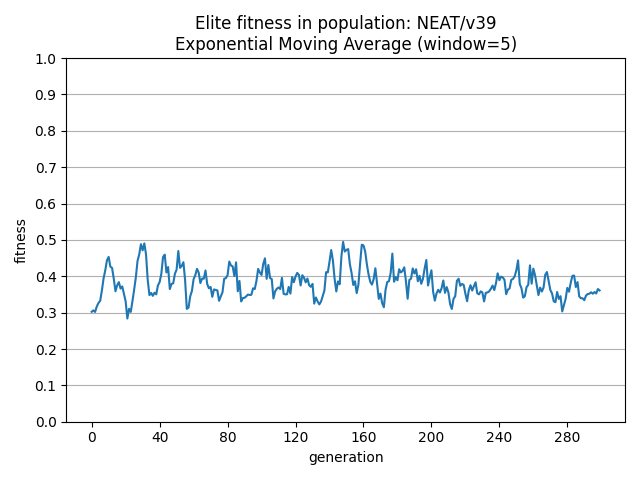 Elite fitness in population: NEAT/v39
Exponential Moving Average (window=5)
1.0
0.9
0.8
0.7
0.6
0.5
0.4
0.3
0.2
0.1
0.0
fitness
0 40 80 120 160 200 240 280
generation